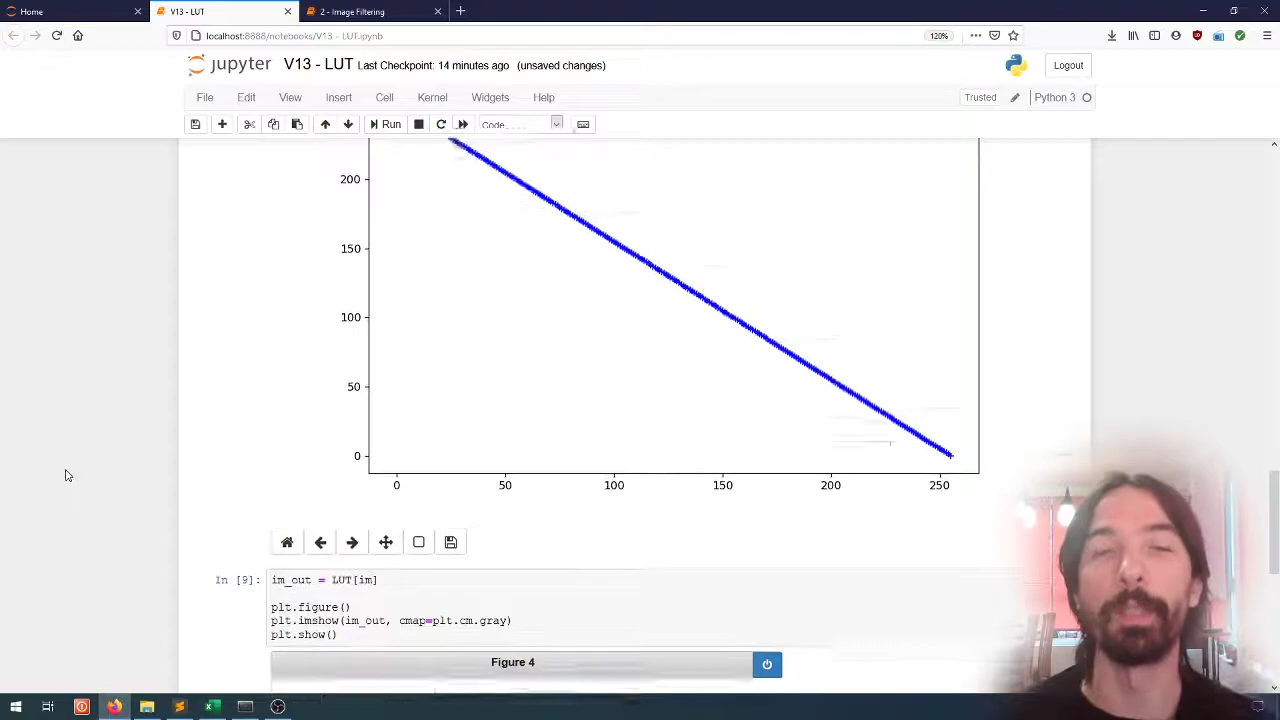 Home
V13 - LUT
2 - Image Filtering
localhost:8888/notebooks/V13 - LUT.ipynb
120%
jupyter V13 - LUT Last Checkpoint: 14 minutes ago (unsaved changes)
Logout
File Edit View Insert Cell Kernel Widgets Help
Trusted
Python 3
Run
Code
200
150
100
50
0
0 50 100 150 200 250
In [9]: im_out = LUT[im]
plt.figure()
plt.imshow(im_out, cmap=plt.cm.gray)
plt.show()
Figure 4